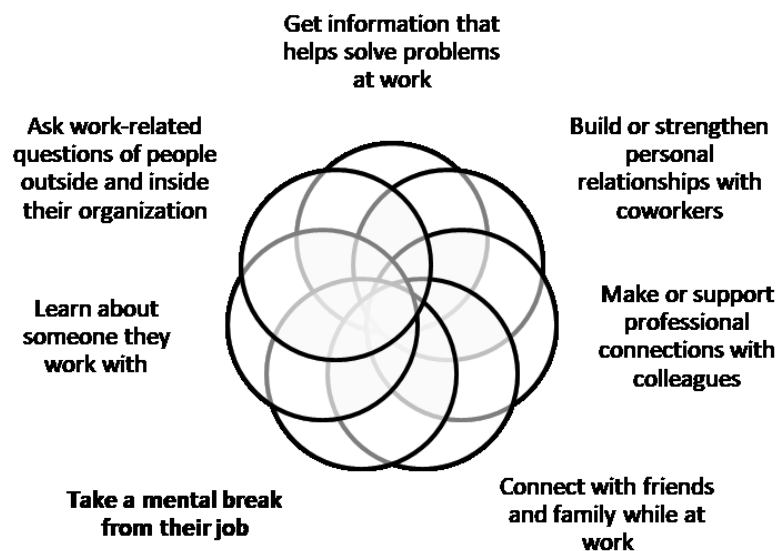 Get information that
helps solve problems
at work
Ask work-related
questions of people
outside and inside
their organization
Build or strengthen
personal
relationships with
coworkers
Learn about
someone they
work with
Make or support
professional
connections with
colleagues
Take a mental break
from their job
Connect with friends
and family while at
work